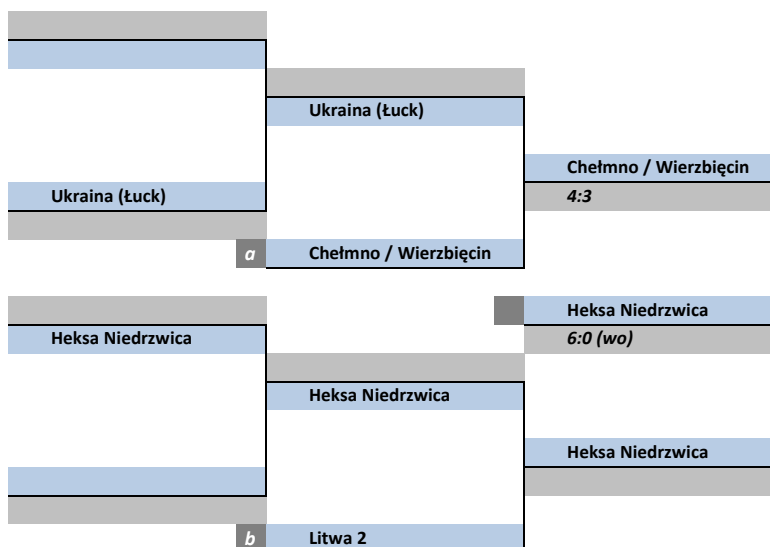 Ukraina (Łuck)
Chełmno / Wierzbięcin
Ukraina (Łuck)
4:3
a Chełmno / Wierzbięcin
Heksa Niedrzwica
Heksa Niedrzwica
6:0 (wo)
Heksa Niedrzwica
Heksa Niedrzwica
b Litwa 2